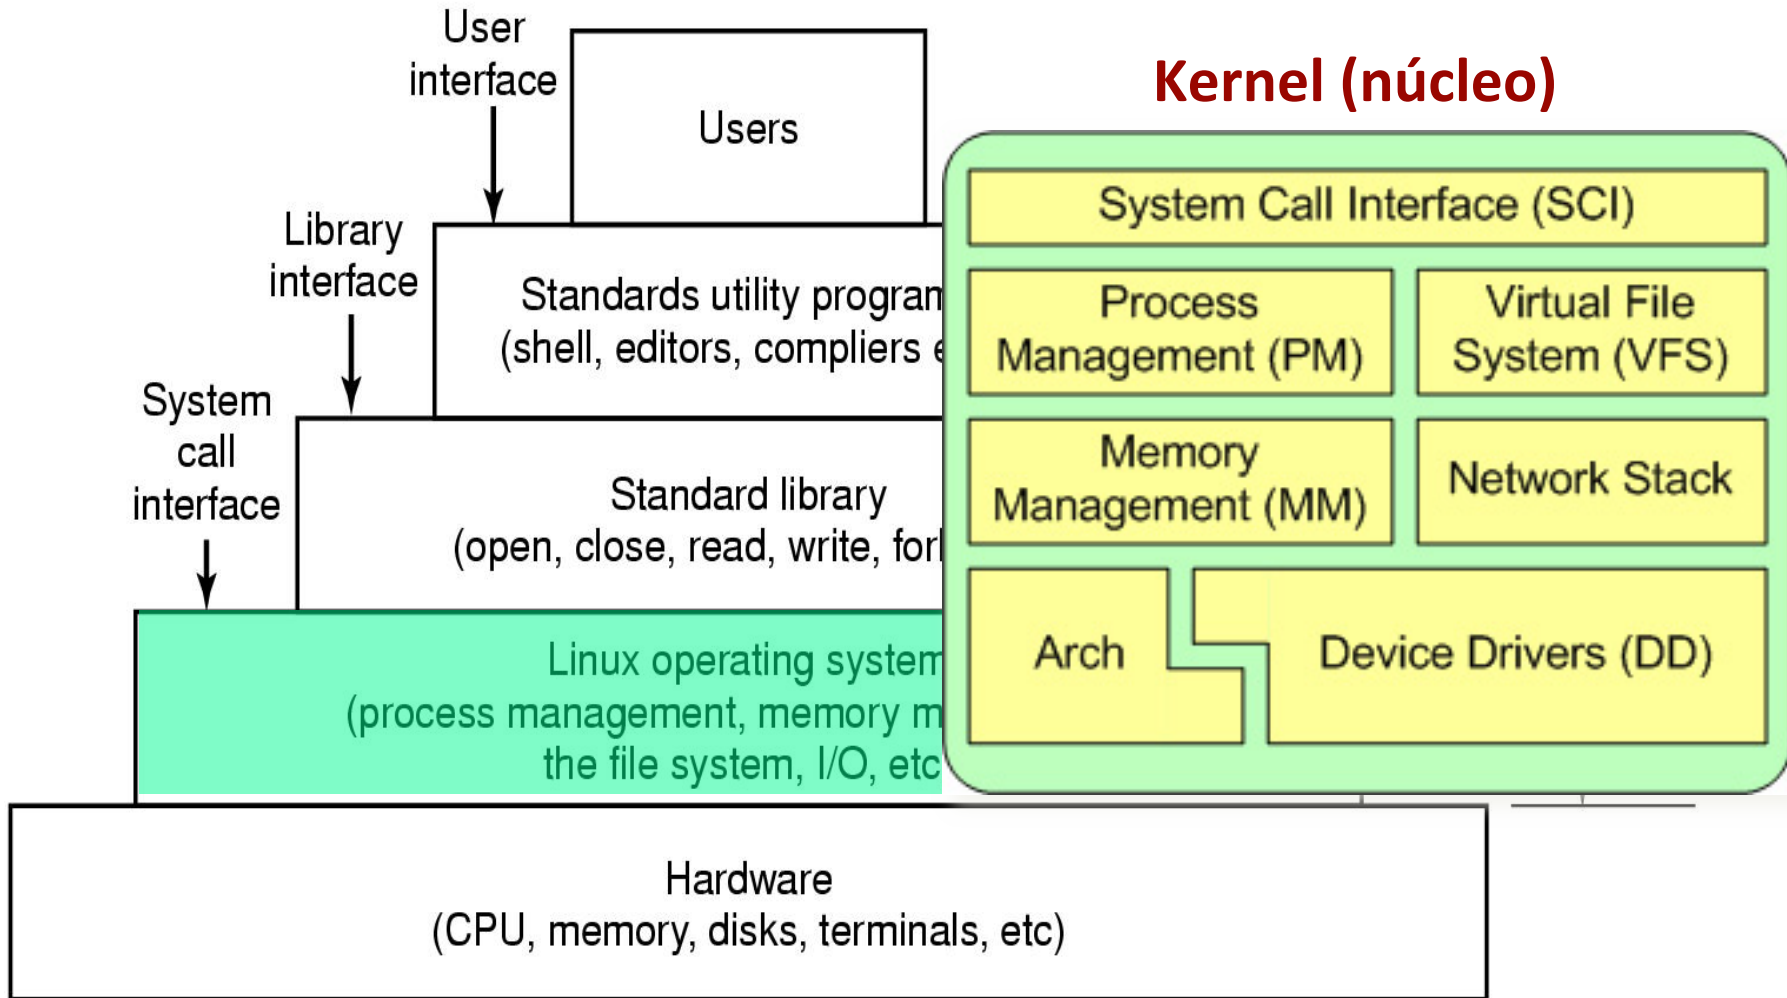 User
interface
Users
Library
interface
Standards utility program
(shell, editors, compliers
System
call
interface
Standard library
(open, close, read, write,
Linux operating system
(process management, memory
the file system, I/O, etc
Hardware
(CPU, memory, disks, terminals, etc)
Kernel (núcleo)
System Call Interface (SCI)
Process
Management (PM)
Virtual File
System (VFS)
Memory
Management (MM)
Network Stack
Arch
Device Drivers (DD)